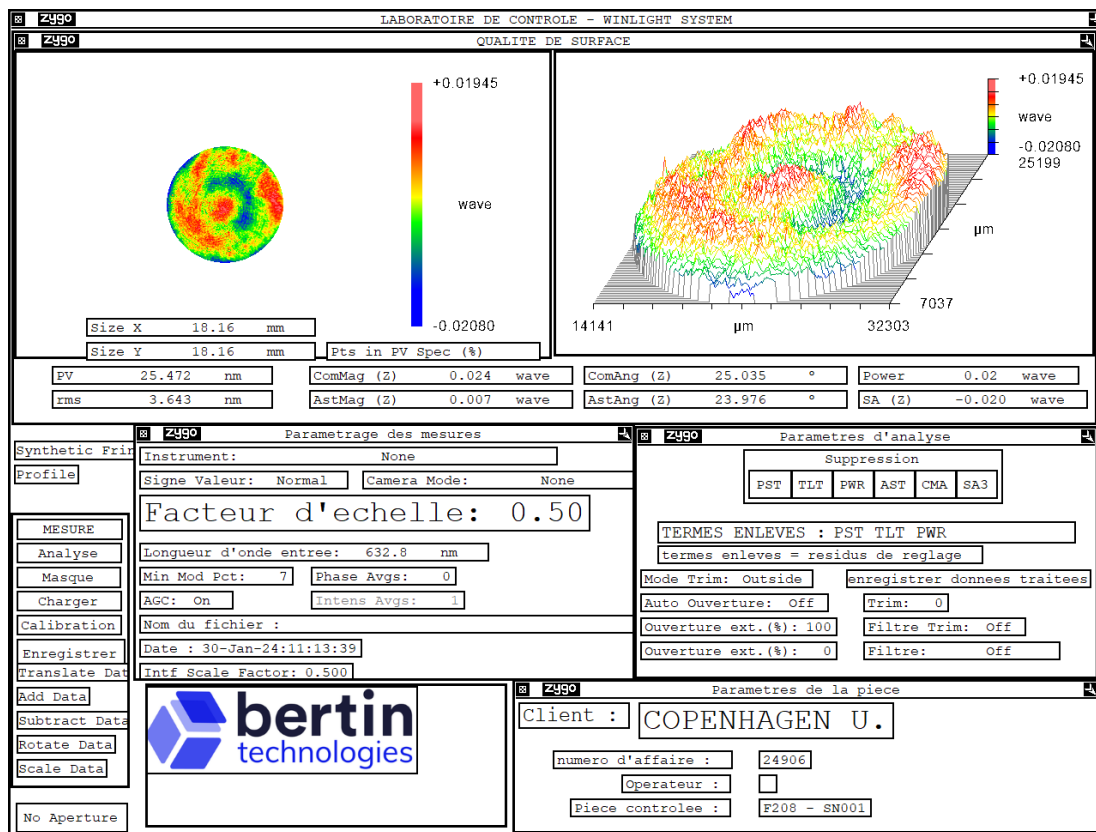 zygo LABORATOIRE DE CONTROLE - WINLIGHT SYSTEM
zygo QUALITE DE SURFACE
+0.01945
wave
-0.02080
+0.01945
wave
-0.02080
25199
µm
7037
14141 µm 32303
Size X 18.16 mm
Size Y 18.16 mm
Pts in PV Spec (%)
PV 25.472 nm
ComMag (Z) 0.024 wave
ComAng (Z) 25.035 °
Power 0.02 wave
rms 3.643 nm
AstMag (Z) 0.007 wave
AstAng (Z) 23.976 °
SA (Z) -0.020 wave
Synthetic Frin
Profile
MESURE
Analyse
Masque
Charger
Calibration
Enregistrer
Translate Dat
Add Data
Subtract Data
Rotate Data
Scale Data
No Aperture
zygo Parametrage des mesures
Instrument: None
Signe Valeur: Normal
Camera Mode: None
Facteur d'echelle: 0.50
Longueur d'onde entree: 632.8 nm
Min Mod Pct: 7
Phase Avgs: 0
AGC: On
Intens Avgs: 1
Nom du fichier :
Date : 30-Jan-24:11:13:39
Intf Scale Factor: 0.500
zygo Parametres d'analyse
Suppression
PST TLT PWR AST CMA SA3
TERMES ENLEVES : PST TLT PWR
termes enleves = residus de reglage
Mode Trim: Outside
enregistrer donnees traitees
Auto Ouverture: Off
Trim: 0
Ouverture ext.(%): 100
Filtre Trim: Off
Ouverture ext.(%): 0
Filtre: Off
bertin
technologies
zygo Parametres de la piece
Client : COPENHAGEN U.
numero d'affaire : 24906
Operateur :
Pièce controlee : F208 - SN001